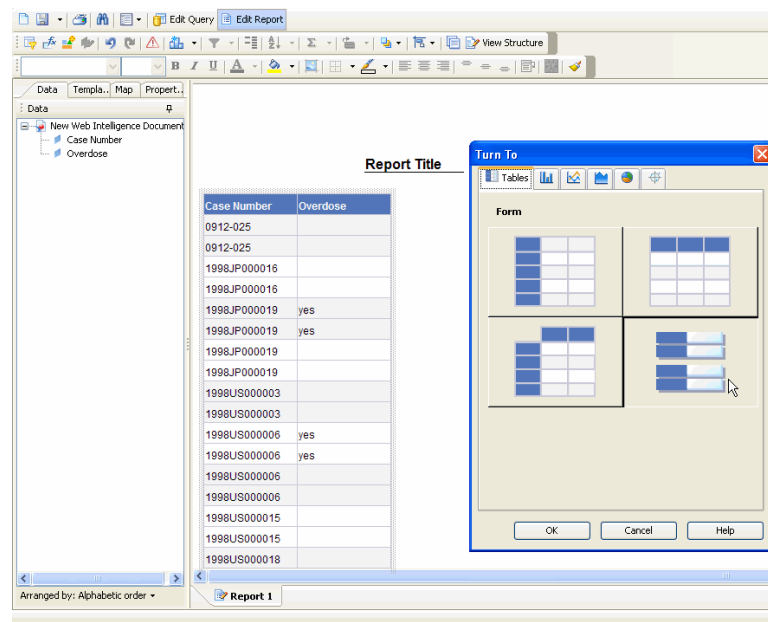 Edit Query Edit Report
View Structure
B I U A
Data Templa.. Map Propert..
Data
New Web Intelligence Document
Case Number
Overdose
Report Title
Case Number Overdose
0912-025
0912-025
1998JP000016
1998JP000016
1998JP000019 yes
1998JP000019 yes
1998JP000019
1998JP000019
1998US000003
1998US000003
1998US000006 yes
1998US000006 yes
1998US000006
1998US000006
1998US000015
1998US000015
1998US000018
Turn To
Tables
Form
OK Cancel Help
Arranged by: Alphabetic order
Report 1